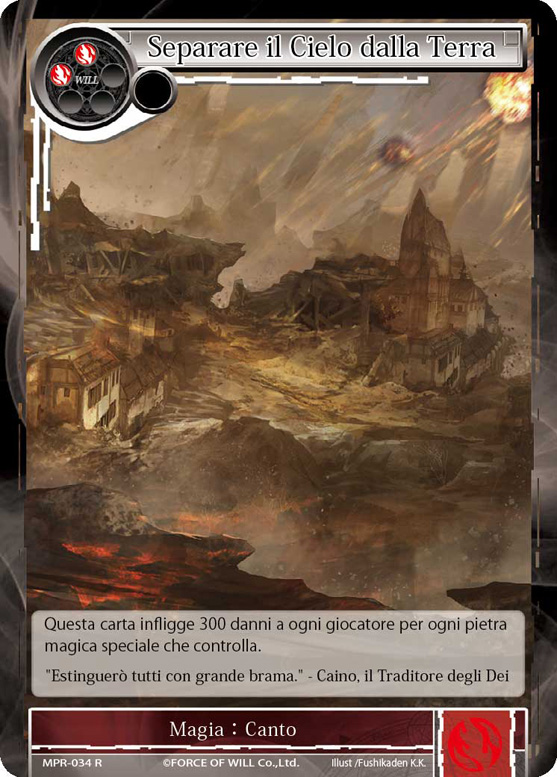 Separare il Cielo dalla Terra
WILL
Questa carta infligge 300 danni a ogni giocatore per ogni pietra
magica speciale che controlla.
"Estinguerò tutti con grande brama." - Caino, il Traditore degli Dei
Magia : Canto
MPR-034 R ©FORCE OF WILL Co.,Ltd. Illust /Fushikaden K.K.